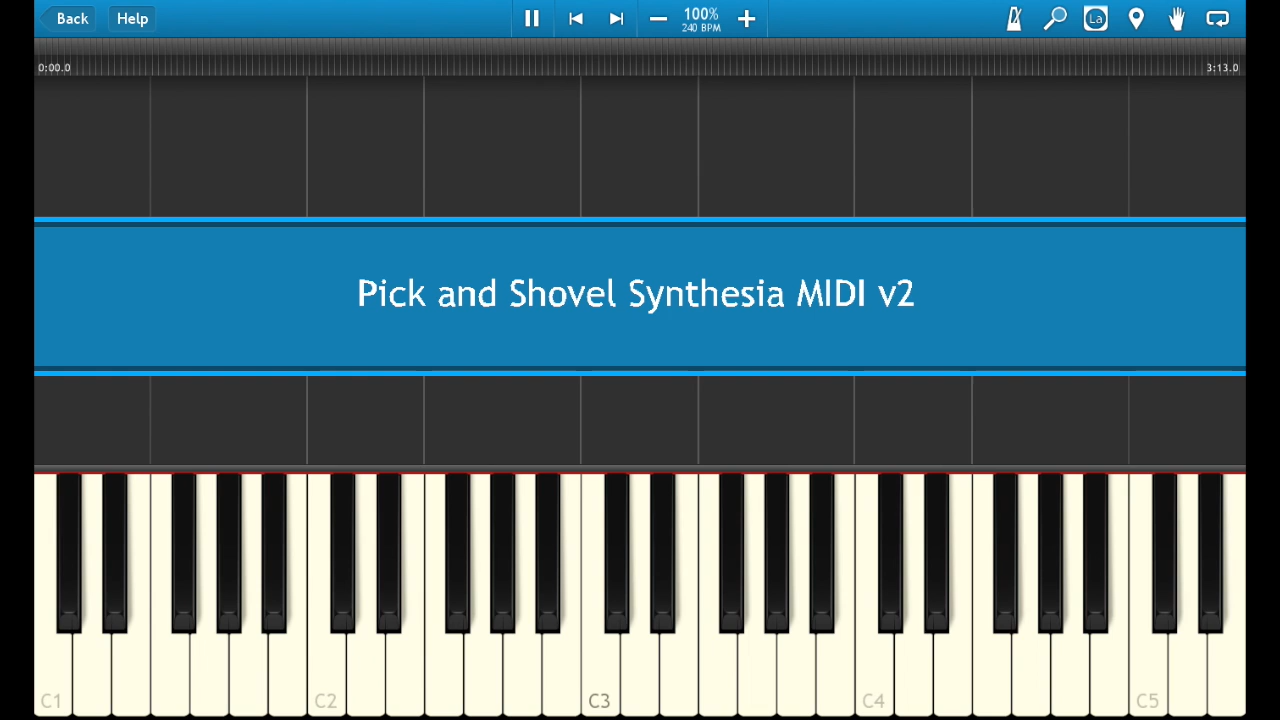 Back Help 100% La
240 BPM
0:00.0 3:13.0
Pick and Shovel Synthesia MIDI v2
C1 C2 C3 C4 C5